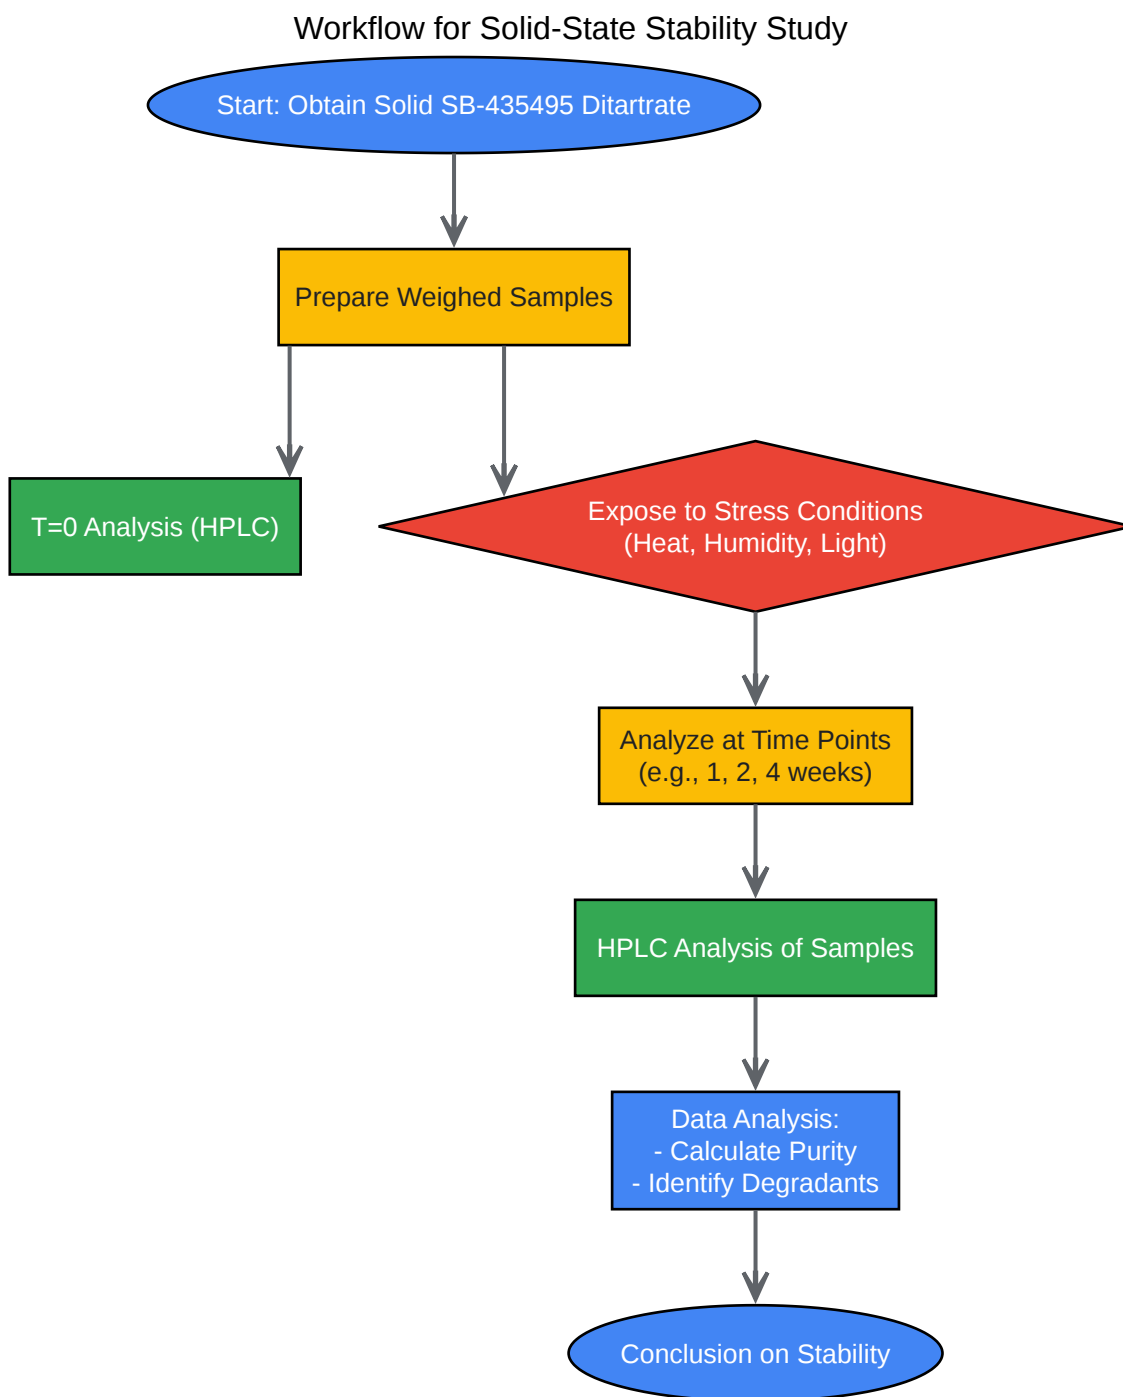 Workflow for Solid-State Stability Study
Start: Obtain Solid SB-435495 Ditartrate
Prepare Weighed Samples
T=0 Analysis (HPLC)
Expose to Stress Conditions
(Heat, Humidity, Light)
Analyze at Time Points
(e.g., 1, 2, 4 weeks)
HPLC Analysis of Samples
Data Analysis:
- Calculate Purity
- Identify Degradants
Conclusion on Stability